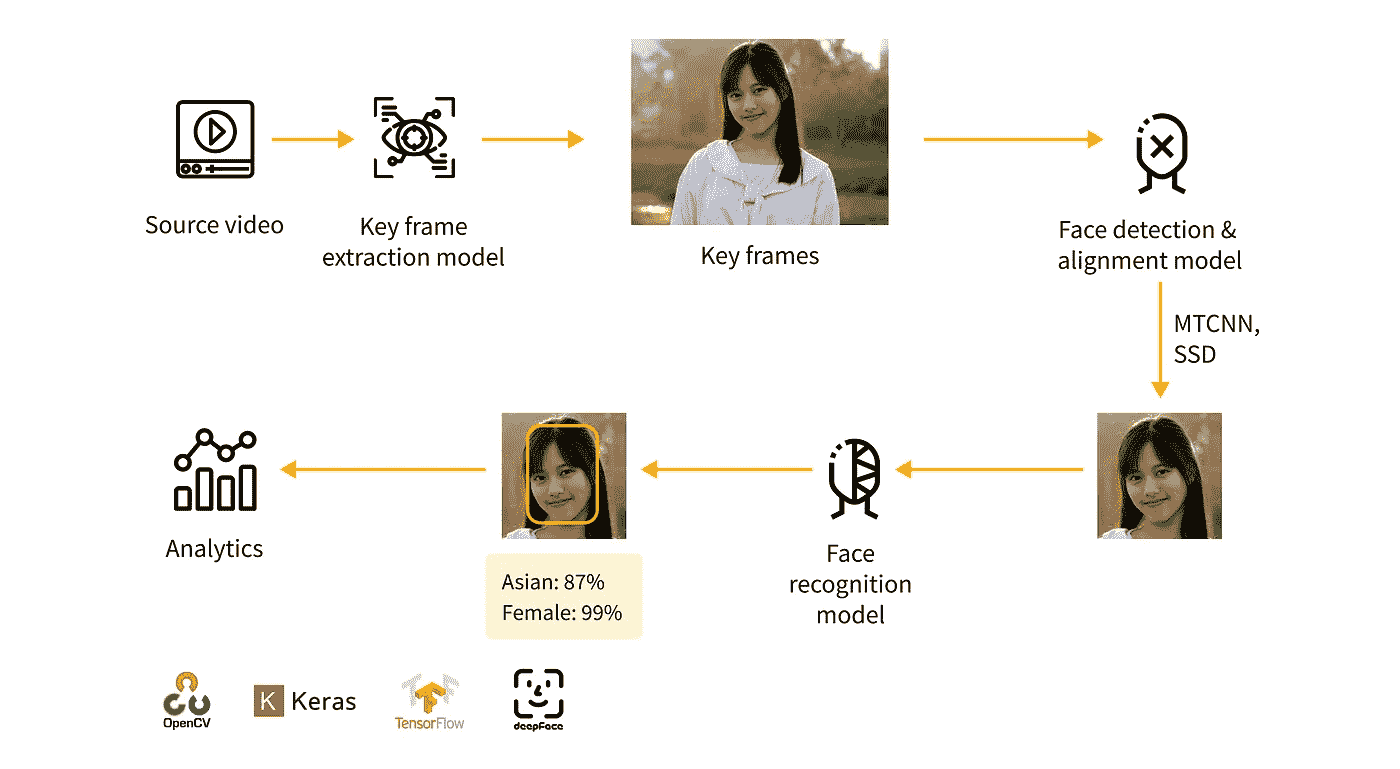 Source video
Key frame
extraction model
Key frames
Face detection &
alignment model
MTCNN,
SSD
Analytics
Asian: 87%
Female: 99%
Face
recognition
model
OpenCV
K Keras
TensorFlow
deepFace